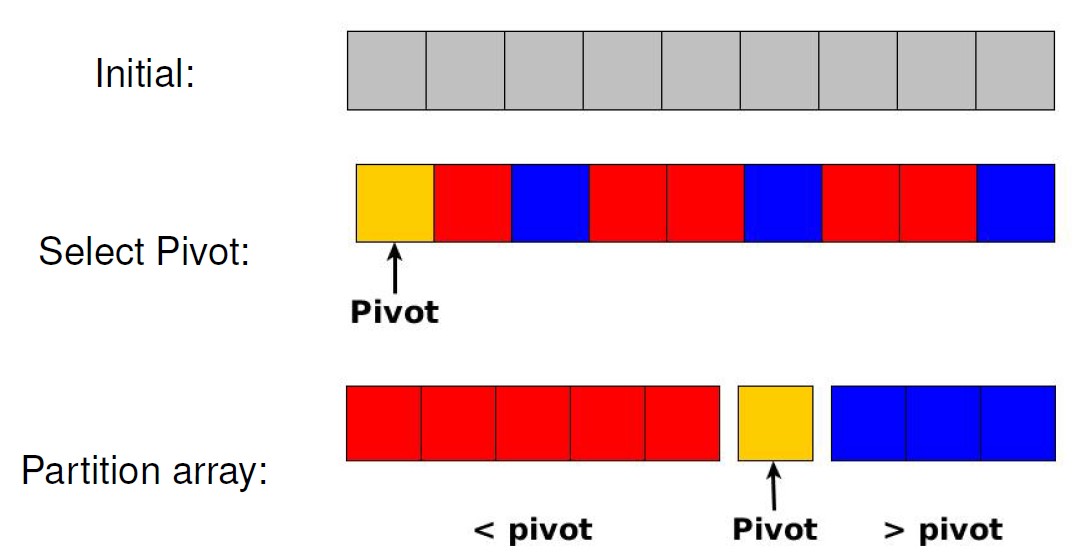 Initial:
Select Pivot:
Pivot
Partition array:
< pivot
Pivot
> pivot